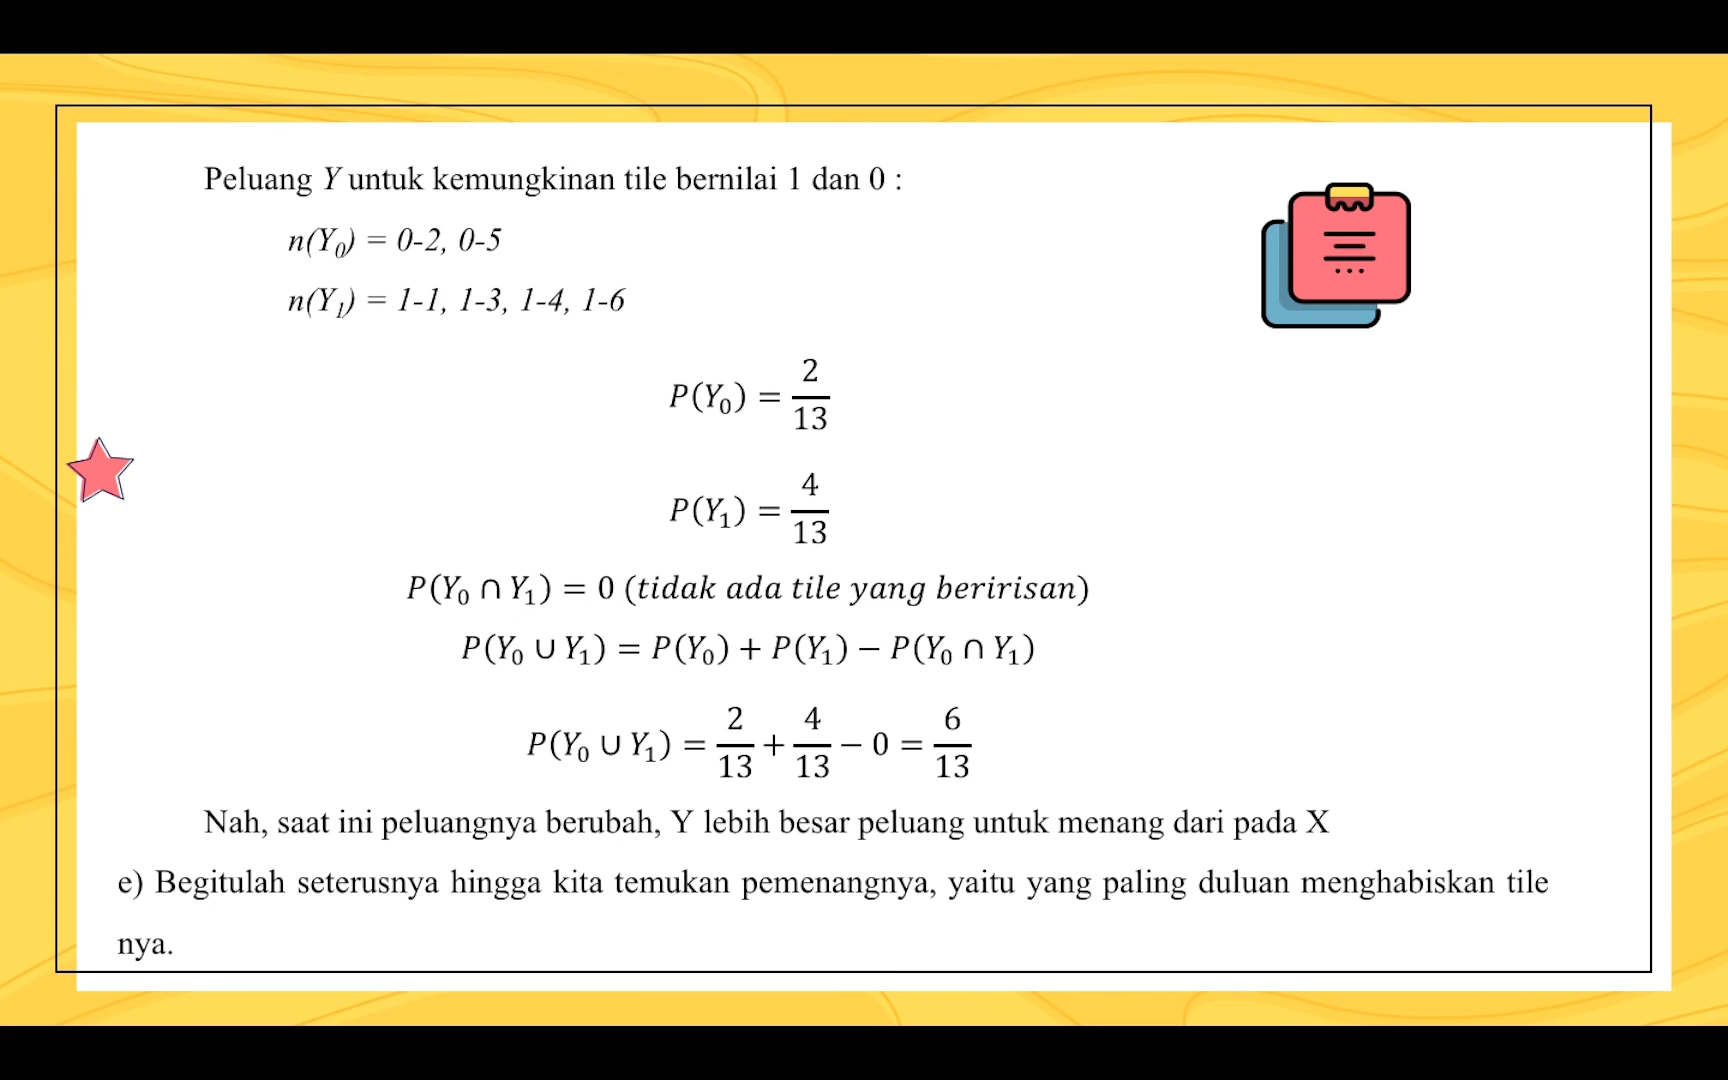 Peluang Y untuk kemungkinan tile bernilai 1 dan 0 :
n(Y₀) = 0-2, 0-5
n(Y₁) = 1-1, 1-3, 1-4, 1-6
P(Y₀) = 2/13
P(Y₁) = 4/13
P(Y₀ ∩ Y₁) = 0 (tidak ada tile yang beririsan)
P(Y₀ ∪ Y₁) = P(Y₀) + P(Y₁) − P(Y₀ ∩ Y₁)
P(Y₀ ∪ Y₁) = 2/13 + 4/13 − 0 = 6/13
Nah, saat ini peluangnya berubah, Y lebih besar peluang untuk menang dari pada X
e) Begitulah seterusnya hingga kita temukan pemenangnya, yaitu yang paling duluan menghabiskan tile
nya.